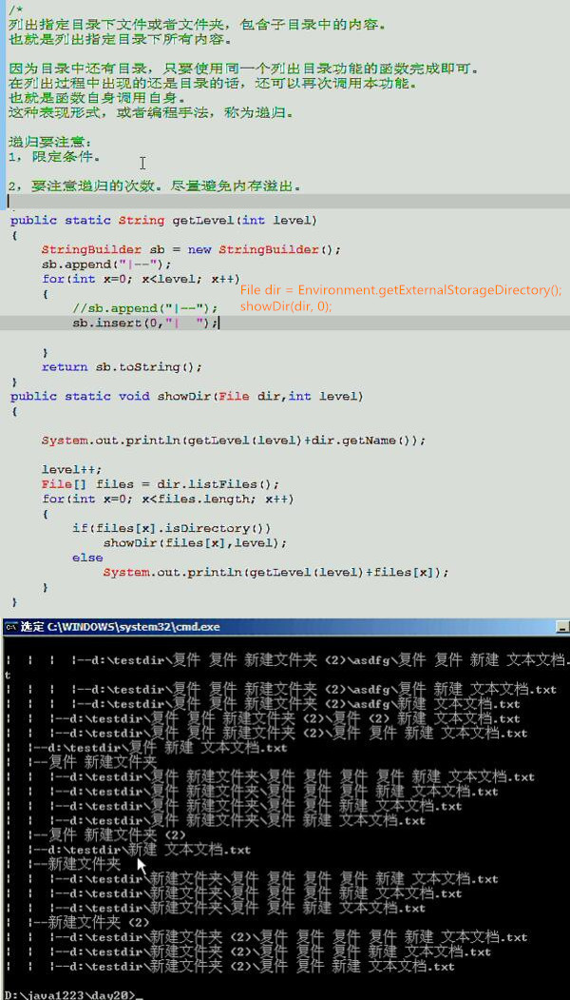 /*
列出指定目录下文件或者文件夹，包含子目录中的内容。
也就是列出指定目录下所有内容。
因为目录中还有目录，只要使用同一个列出目录功能的函数完成即可。
在列出过程中出现的还是目录的话，还可以再次调用本功能。
也就是函数自身调用自身。
这种表现形式，或者编程手法，称为递归。
递归要注意：
1，限定条件。
2，要注意递归的次数。尽量避免内存溢出。
public static String getLevel(int level)
{
StringBuilder sb = new StringBuilder();
sb.append("|--");
for(int x=0; x<level; x++)
File dir = Environment.getExternalStorageDirectory();
{
//sb.append("|--");
showDir(dir, 0);
sb.insert(0,"|  ");
}
return sb.toString();
}
public static void showDir(File dir,int level)
{
System.out.println(getLevel(level)+dir.getName());
level++;
File[] files = dir.listFiles();
for(int x=0; x<files.length; x++)
{
if(files[x].isDirectory())
showDir(files[x],level);
else
System.out.println(getLevel(level)+files[x]);
}
}
选定 C:\WINDOWS\system32\cmd.exe
|  |  |  |--d:\testdir\复件 复件 新建文件夹 (2)\asdfg\复件 复件 新建 文本文档.
t
|  |  |  |--d:\testdir\复件 复件 新建文件夹 (2)\asdfg\复件 新建 文本文档.txt
|  |  |  |--d:\testdir\复件 复件 新建文件夹 (2)\asdfg\新建 文本文档.txt
|  |  |--d:\testdir\复件 复件 新建文件夹 (2)\复件 (2) 新建 文本文档.txt
|  |  |--d:\testdir\复件 复件 新建文件夹 (2)\复件 复件 新建 文本文档.txt
|  |--d:\testdir\复件 新建 文本文档.txt
|  |--复件 新建文件夹
|  |  |--d:\testdir\复件 新建文件夹\复件 复件 复件 复件 新建 文本文档.txt
|  |  |--d:\testdir\复件 新建文件夹\复件 复件 复件 新建 文本文档.txt
|  |  |--d:\testdir\复件 新建文件夹\复件 复件 新建 文本文档.txt
|  |  |--d:\testdir\复件 新建文件夹\复件 新建 文本文档.txt
|  |--复件 新建文件夹 (2)
|  |--d:\testdir\新建 文本文档.txt
|  |--新建文件夹
|  |  |--d:\testdir\新建文件夹\复件 复件 复件 新建 文本文档.txt
|  |  |--d:\testdir\新建文件夹\复件 复件 新建 文本文档.txt
|  |  |--d:\testdir\新建文件夹\复件 新建 文本文档.txt
|  |--新建文件夹 (2)
|  |  |--d:\testdir\新建文件夹 (2)\复件 复件 复件 新建 文本文档.txt
|  |  |--d:\testdir\新建文件夹 (2)\复件 复件 新建 文本文档.txt
|  |  |--d:\testdir\新建文件夹 (2)\复件 新建 文本文档.txt
D:\java1223\day20>_